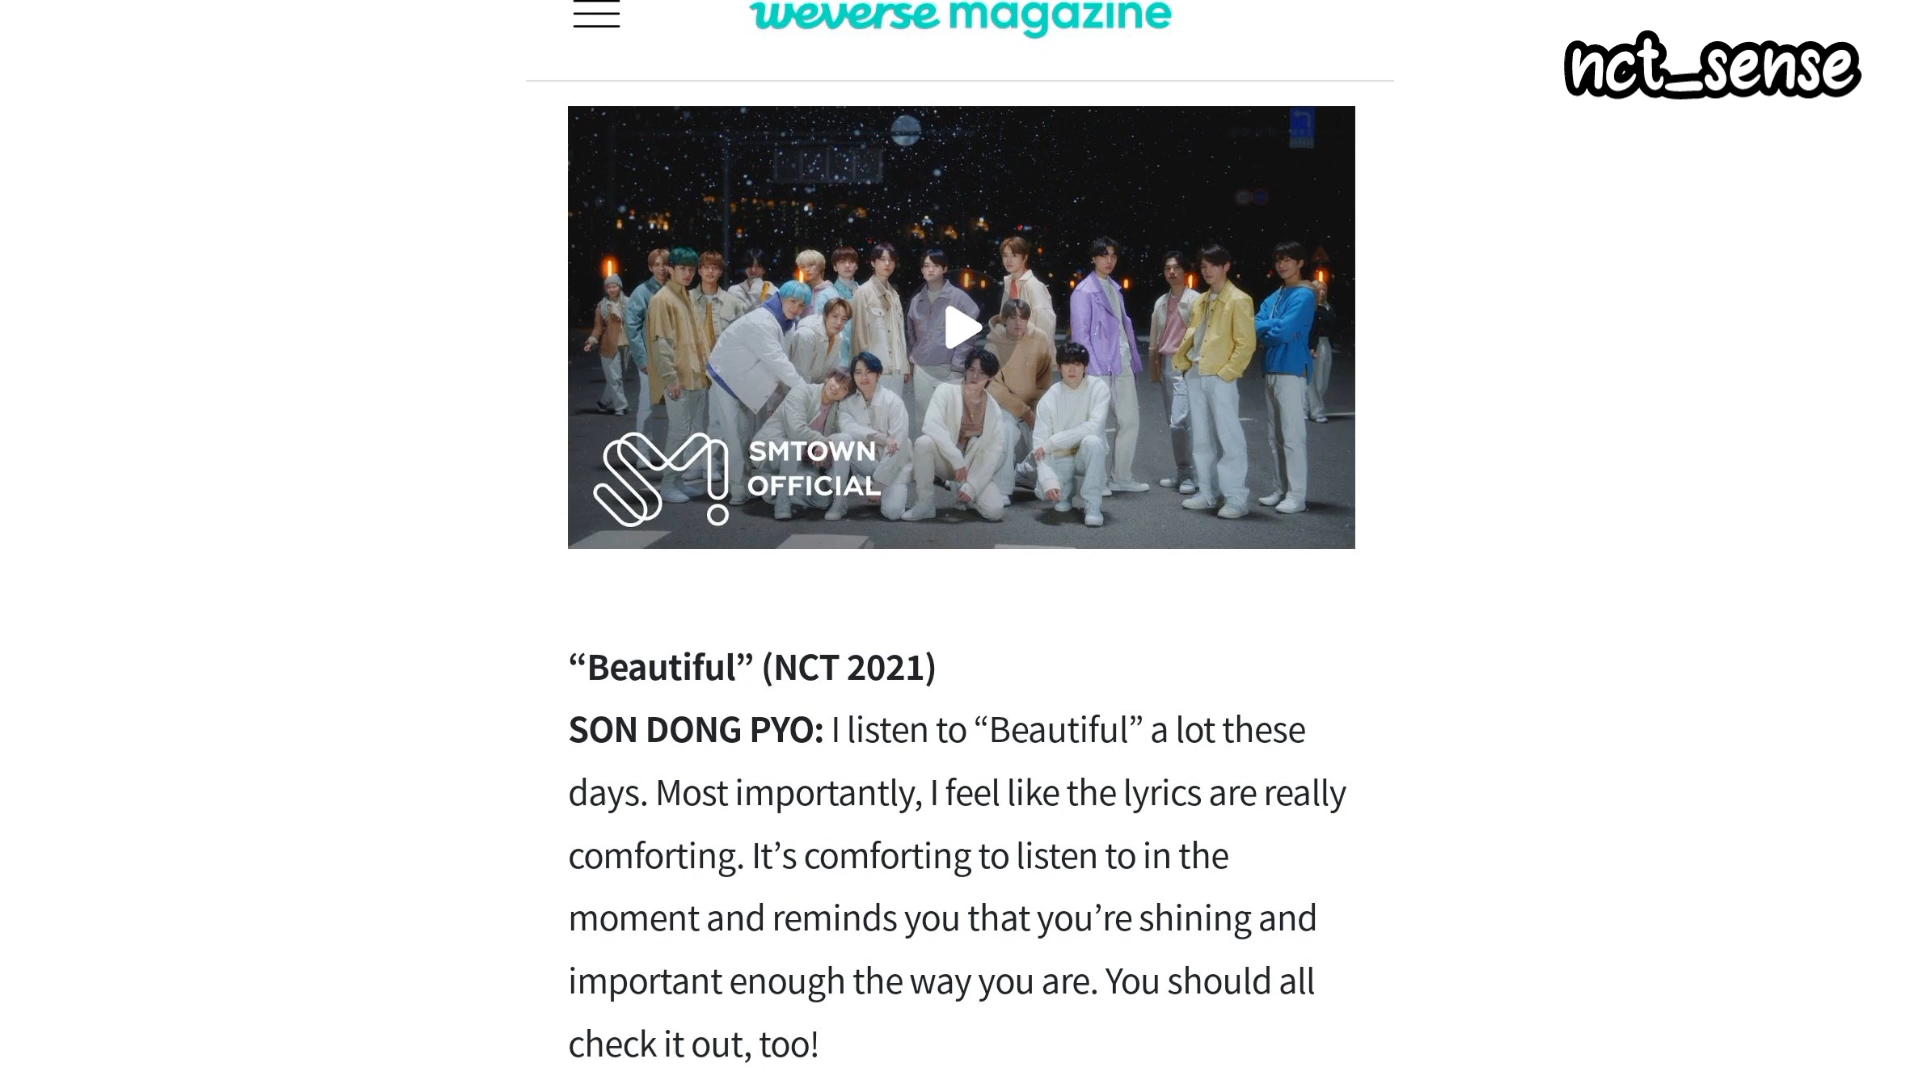 weverse magazine
nct_sense
SMTOWN
OFFICIAL
“Beautiful” (NCT 2021)
SON DONG PYO: I listen to “Beautiful” a lot these
days. Most importantly, I feel like the lyrics are really
comforting. It’s comforting to listen to in the
moment and reminds you that you’re shining and
important enough the way you are. You should all
check it out, too!